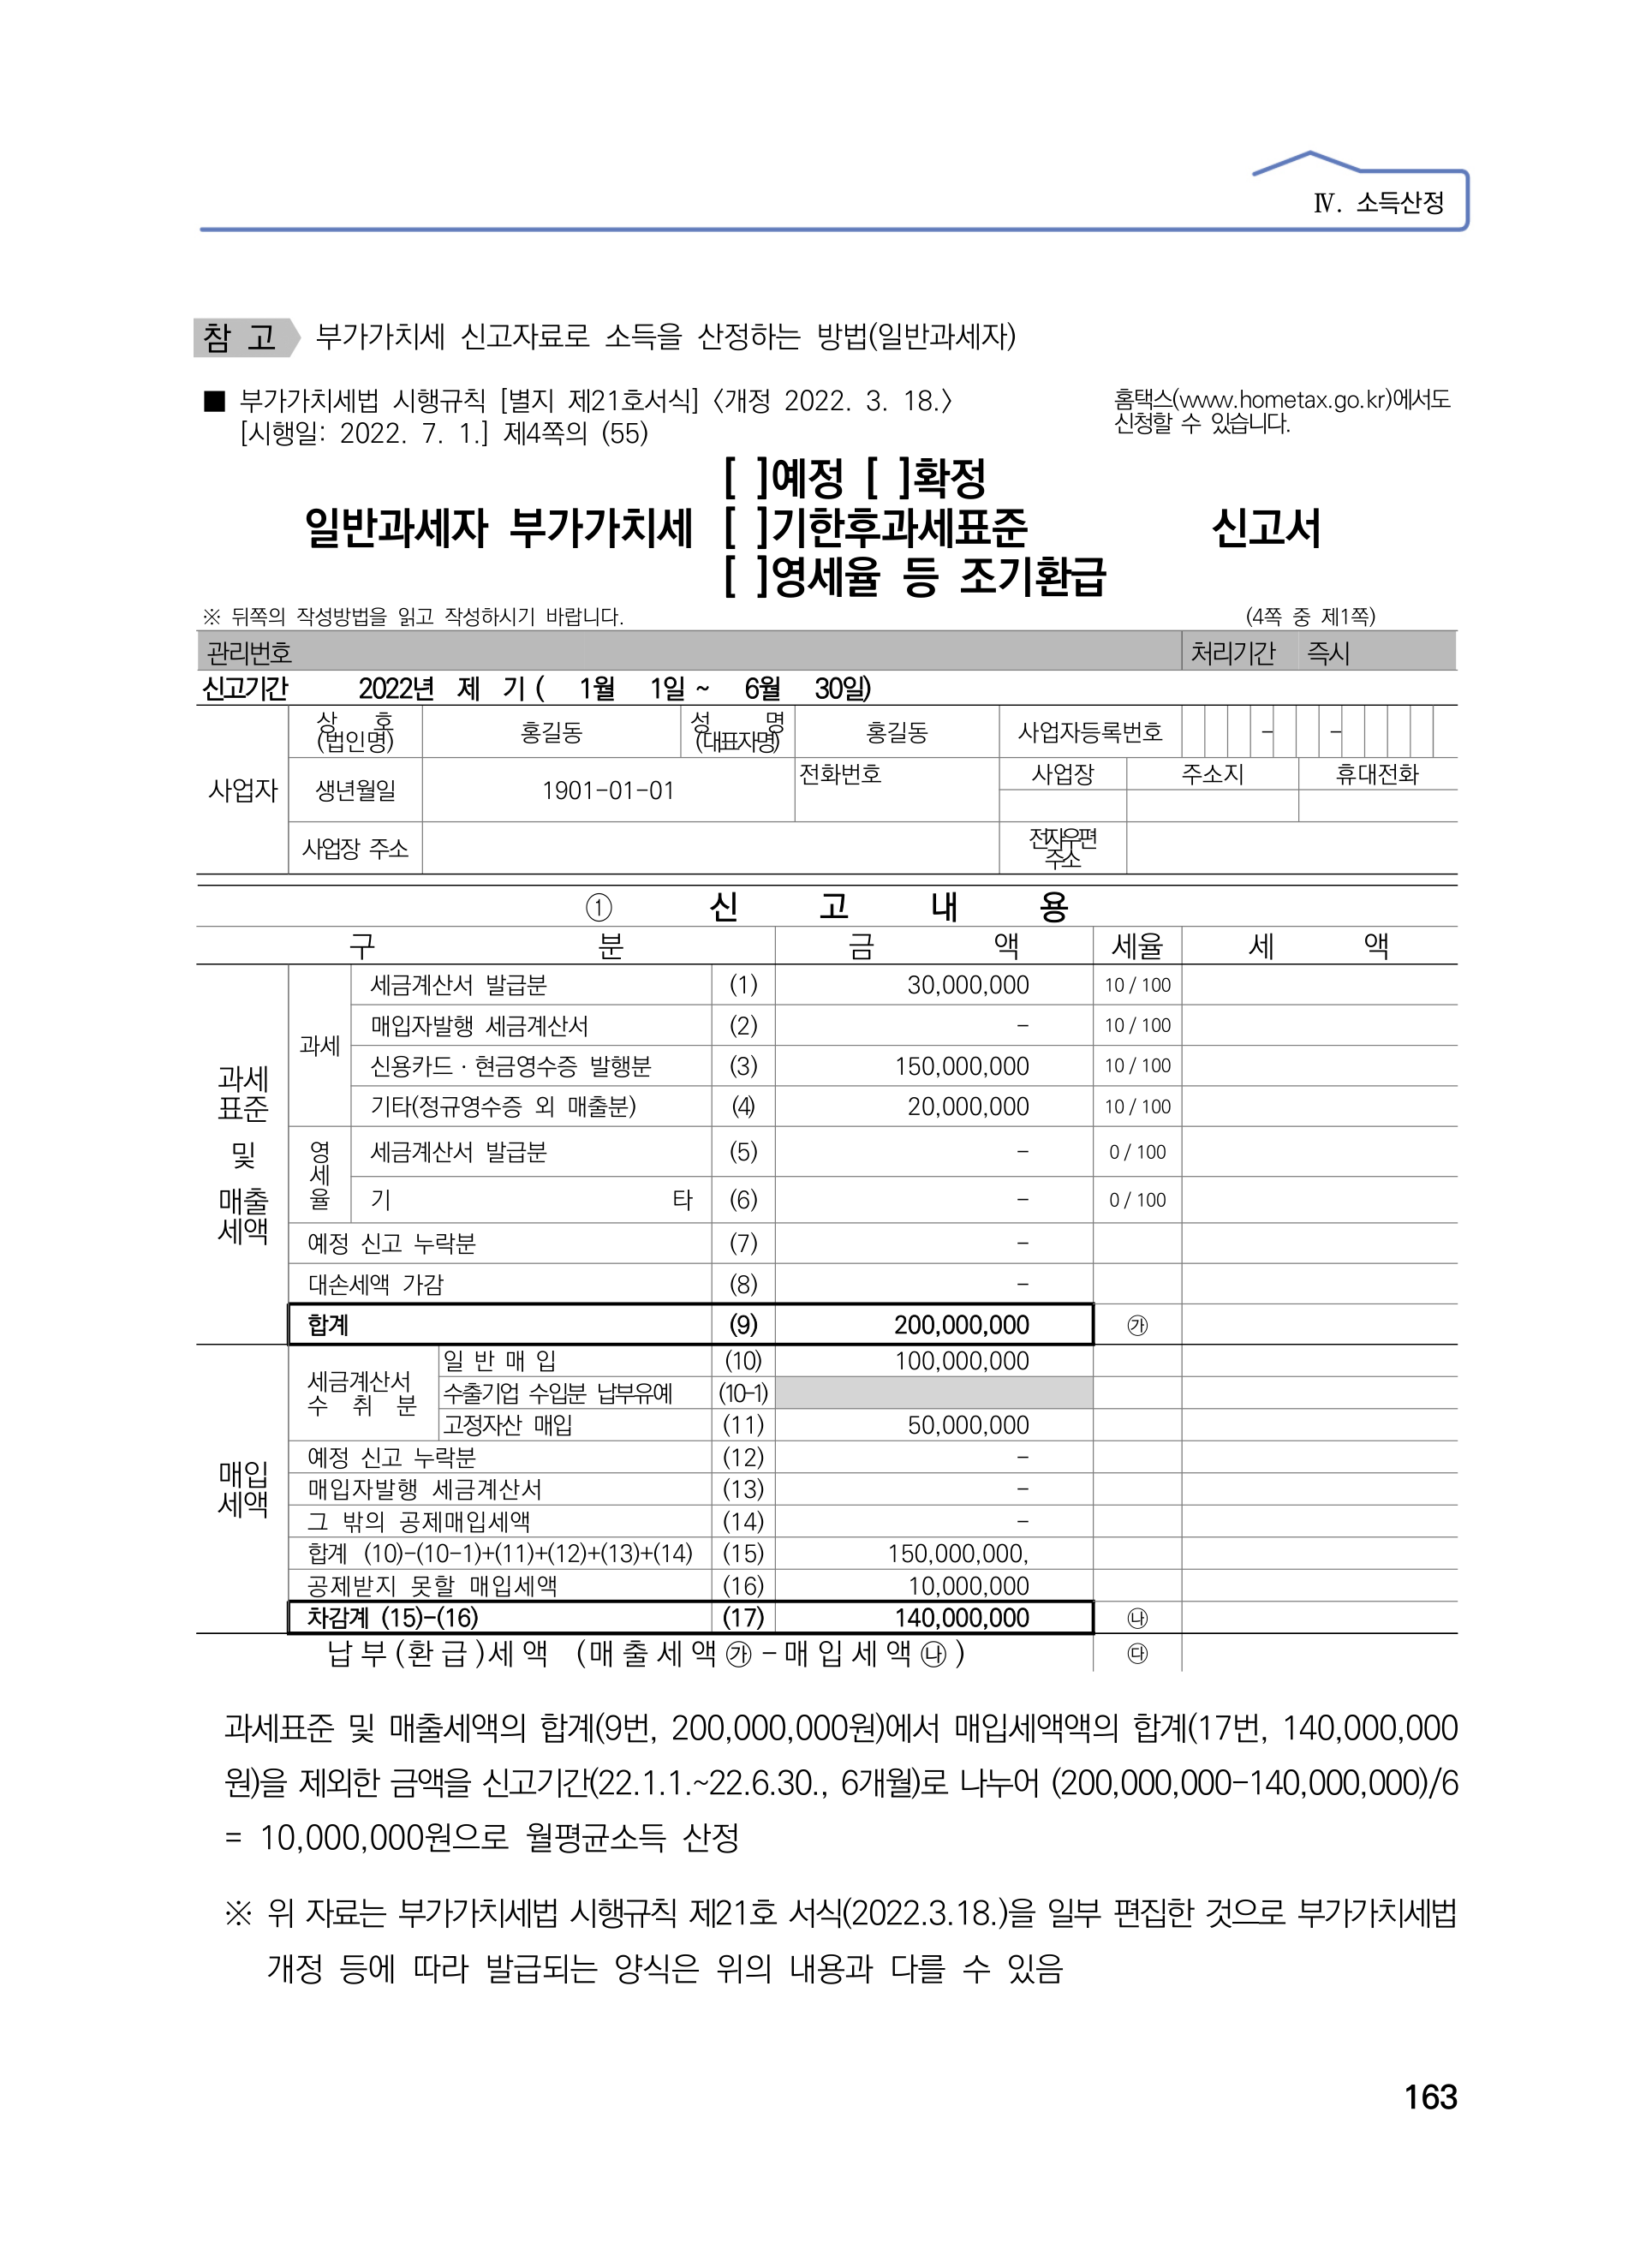 Ⅳ. 소득산정
참 고 부가가치세 신고자료로 소득을 산정하는 방법(일반과세자)
■ 부가가치세법 시행규칙 [별지 제21호서식] <개정 2022. 3. 18.>
[시행일: 2022. 7. 1.] 제4쪽의 (55)
홈택스(www.hometax.go.kr)에서도
신청할 수 있습니다.
[ ]예정 [ ]확정
일반과세자 부가가치세 [ ]기한후과세표준 신고서
[ ]영세율 등 조기환급
※ 뒤쪽의 작성방법을 읽고 작성하시기 바랍니다. (4쪽 중 제1쪽)
관리번호 처리기간 즉시
신고기간 2022년 제 기 ( 1월 1일 ~ 6월 30일)
사업자
상 호
(법인명)
홍길동
성 명
(대표자명)
홍길동
사업자등록번호 - -
생년월일 1901-01-01 전화번호 사업장 주소지 휴대전화
사업장 주소
전자우편
주소
① 신 고 내 용
구 분 금 액 세율 세 액
과세
표준
및
매출
세액
과세
세금계산서 발급분 (1) 30,000,000 10 / 100
매입자발행 세금계산서 (2) - 10 / 100
신용카드 · 현금영수증 발행분 (3) 150,000,000 10 / 100
기타(정규영수증 외 매출분) (4) 20,000,000 10 / 100
영
세
율
세금계산서 발급분 (5) - 0 / 100
기 타 (6) - 0 / 100
예정 신고 누락분 (7) -
대손세액 가감 (8) -
합계 (9) 200,000,000 ㉮
매입
세액
세금계산서
수 취 분
일 반 매 입 (10) 100,000,000
수출기업 수입분 납부유예 (10-1)
고정자산 매입 (11) 50,000,000
예정 신고 누락분 (12) -
매입자발행 세금계산서 (13) -
그 밖의 공제매입세액 (14) -
합계 (10)-(10-1)+(11)+(12)+(13)+(14) (15) 150,000,000,
공제받지 못할 매입세액 (16) 10,000,000
차감계 (15)-(16) (17) 140,000,000 ㉯
납 부 (환 급 )세 액 (매 출 세 액 ㉮ - 매 입 세 액 ㉯ ) ㉰
과세표준 및 매출세액의 합계(9번, 200,000,000원)에서 매입세액액의 합계(17번, 140,000,000
원)을 제외한 금액을 신고기간(22.1.1.~22.6.30., 6개월)로 나누어 (200,000,000-140,000,000)/6
= 10,000,000원으로 월평균소득 산정
※ 위 자료는 부가가치세법 시행규칙 제21호 서식(2022.3.18.)을 일부 편집한 것으로 부가가치세법
개정 등에 따라 발급되는 양식은 위의 내용과 다를 수 있음
163